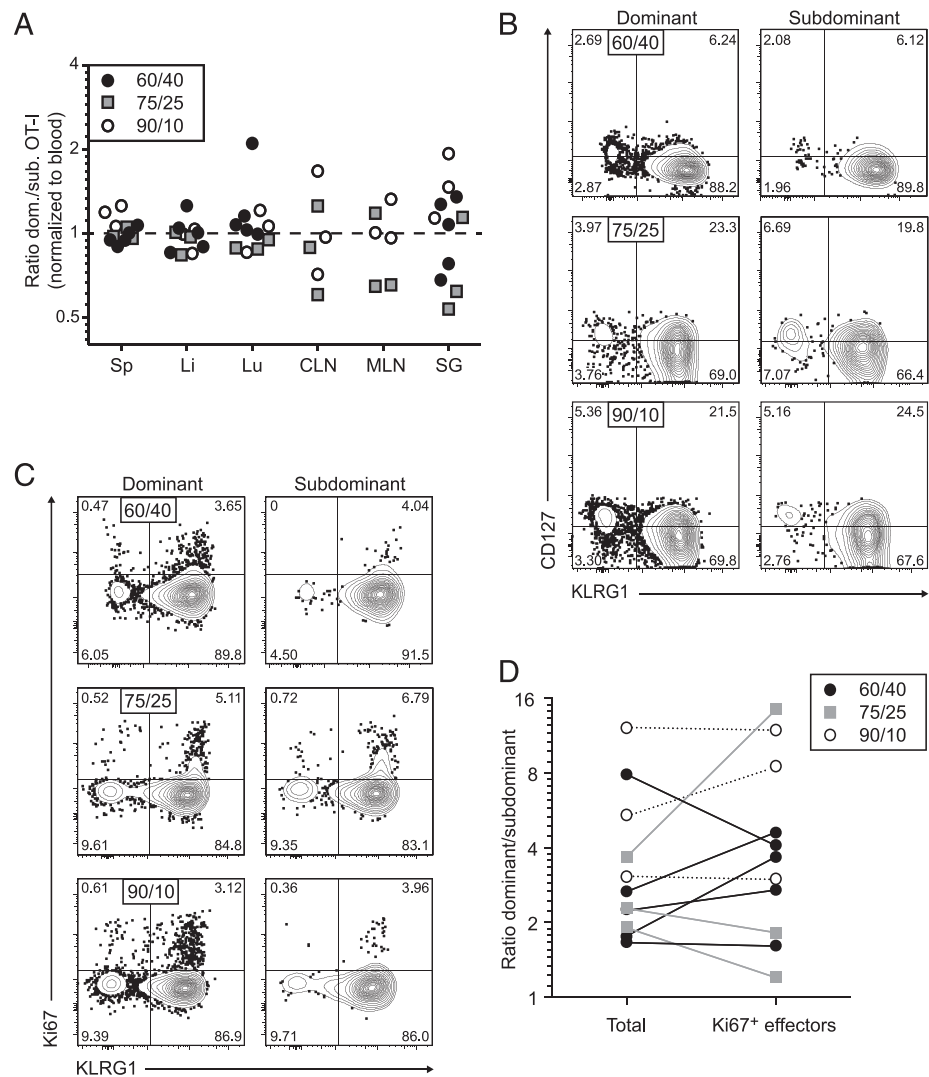 A
Ratio dom./sub. OT-I
(normalized to blood)
4
2
1
0.5
60/40
75/25
90/10
Sp Li Lu CLN MLN SG
B
Dominant Subdominant
2.69 60/40 6.24 2.08 6.12
2.87 88.2 1.96 89.8
3.97 75/25 23.3 6.69 19.8
3.76 69.0 7.07 66.4
5.36 90/10 21.5 5.16 24.5
3.30 69.8 2.76 67.6
CD127
KLRG1
C
Dominant Subdominant
0.47 60/40 3.65 0 4.04
6.05 89.8 4.50 91.5
0.52 75/25 5.11 0.72 6.79
9.61 84.8 9.35 83.1
0.61 90/10 3.12 0.36 3.96
9.39 86.9 9.71 86.0
Ki67
KLRG1
D
Ratio dominant/subdominant
16
8
4
2
1
60/40
75/25
90/10
Total Ki67⁺ effectors